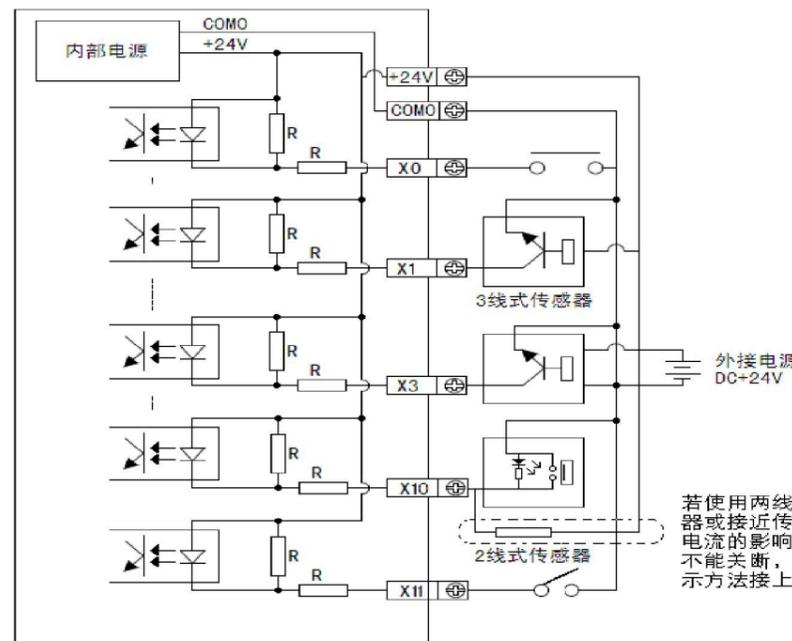 COM0
+24V
内部电源
+24V
COM0
R
R
X0
R
R
X1
3线式传感器
R
R
X3
外接电源
DC+24V
R
R
X10
若使用两线
器或接近传
电流的影响
不能关断，
示方法接上
2线式传感器
R
R
X11